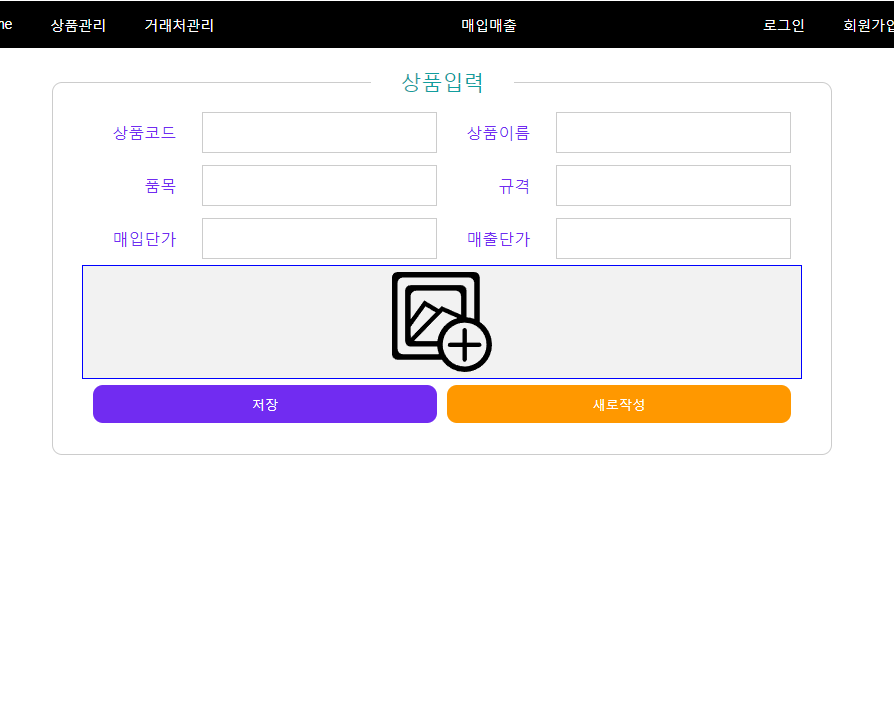 me 상품관리 거래처관리 매입매출 로그인 회원가입
상품입력
상품코드 상품이름
품목 규격
매입단가 매출단가
저장 새로작성